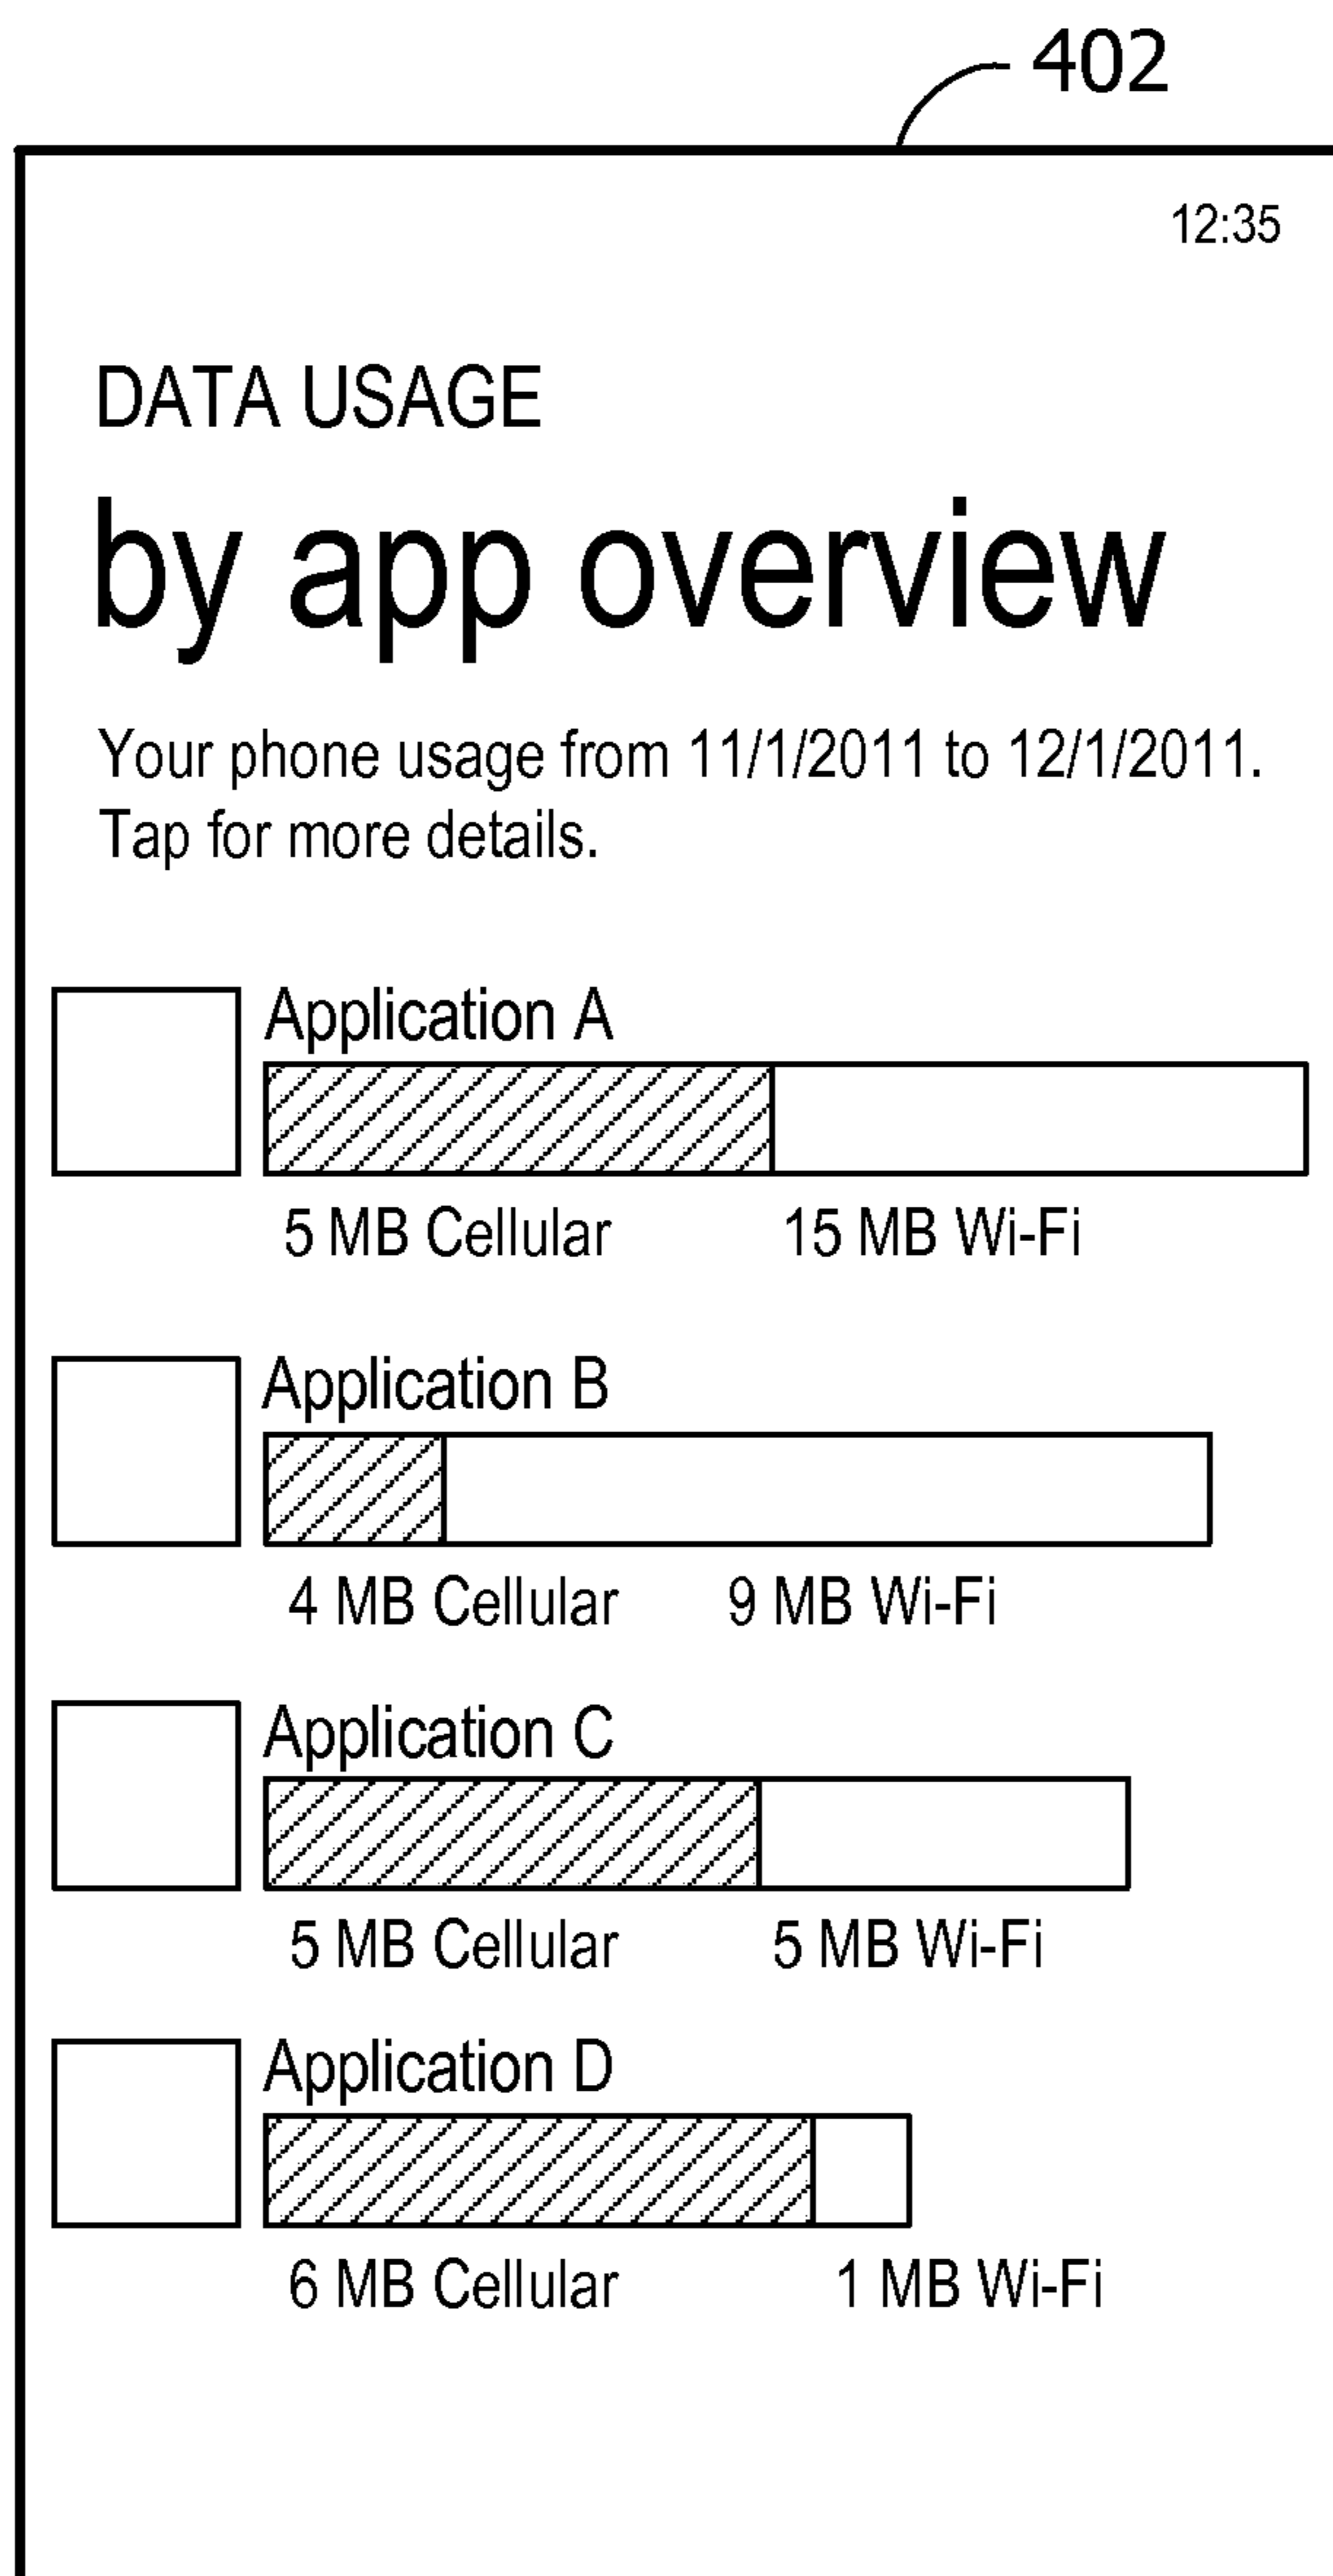 402
12:35
DATA USAGE
by app overview
Your phone usage from 11/1/2011 to 12/1/2011.
Tap for more details.
Application A
5 MB Cellular 15 MB Wi-Fi
Application B
4 MB Cellular 9 MB Wi-Fi
Application C
5 MB Cellular 5 MB Wi-Fi
Application D
6 MB Cellular 1 MB Wi-Fi